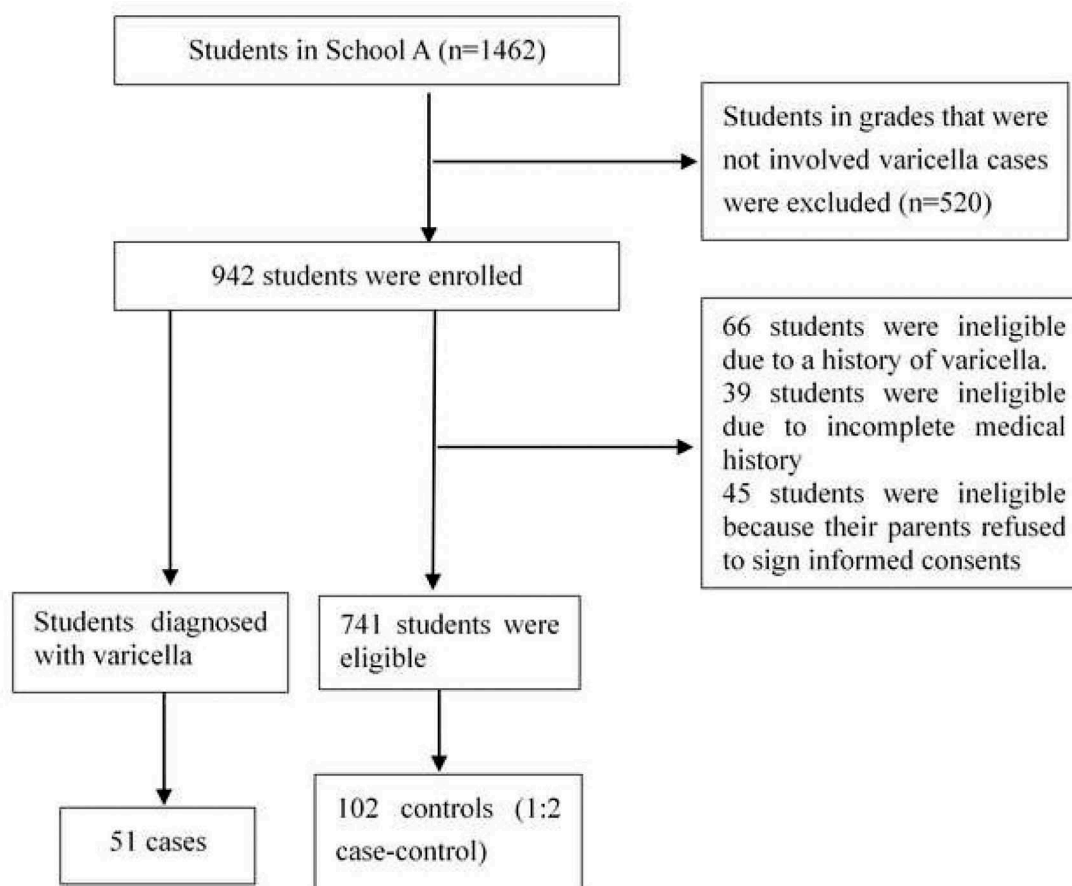 Students in School A (n=1462)
Students in grades that were
not involved varicella cases
were excluded (n=520)
942 students were enrolled
66 students were ineligible
due to a history of varicella.
39 students were ineligible
due to incomplete medical
history
45 students were ineligible
because their parents refused
to sign informed consents
Students diagnosed
with varicella
741 students were
eligible
51 cases
102 controls (1:2
case-control)